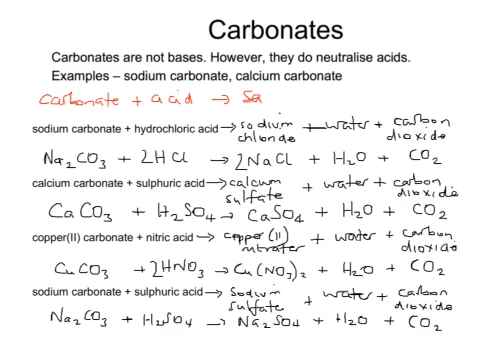 Carbonates
Carbonates are not bases. However, they do neutralise acids.
Examples – sodium carbonate, calcium carbonate
Carbonate + acid → Sa
sodium carbonate + hydrochloric acid → sodium chloride + water + carbon dioxide
Na₂CO₃ + 2HCl → 2NaCl + H₂O + CO₂
calcium carbonate + sulphuric acid → calcum sulfate + water + carbon dioxide
CaCO₃ + H₂SO₄ → CaSO₄ + H₂O + CO₂
copper(II) carbonate + nitric acid → copper (II) + water + carbon
CuCO₃ + 2HNO₃ → Cu(NO₃)₂ + H₂O + CO₂
sodium carbonate + sulphuric acid → Sodium sulfate + water + carbon dioxide
Na₂CO₃ + H₂SO₄ → Na₂SO₄ + H₂O + CO₂